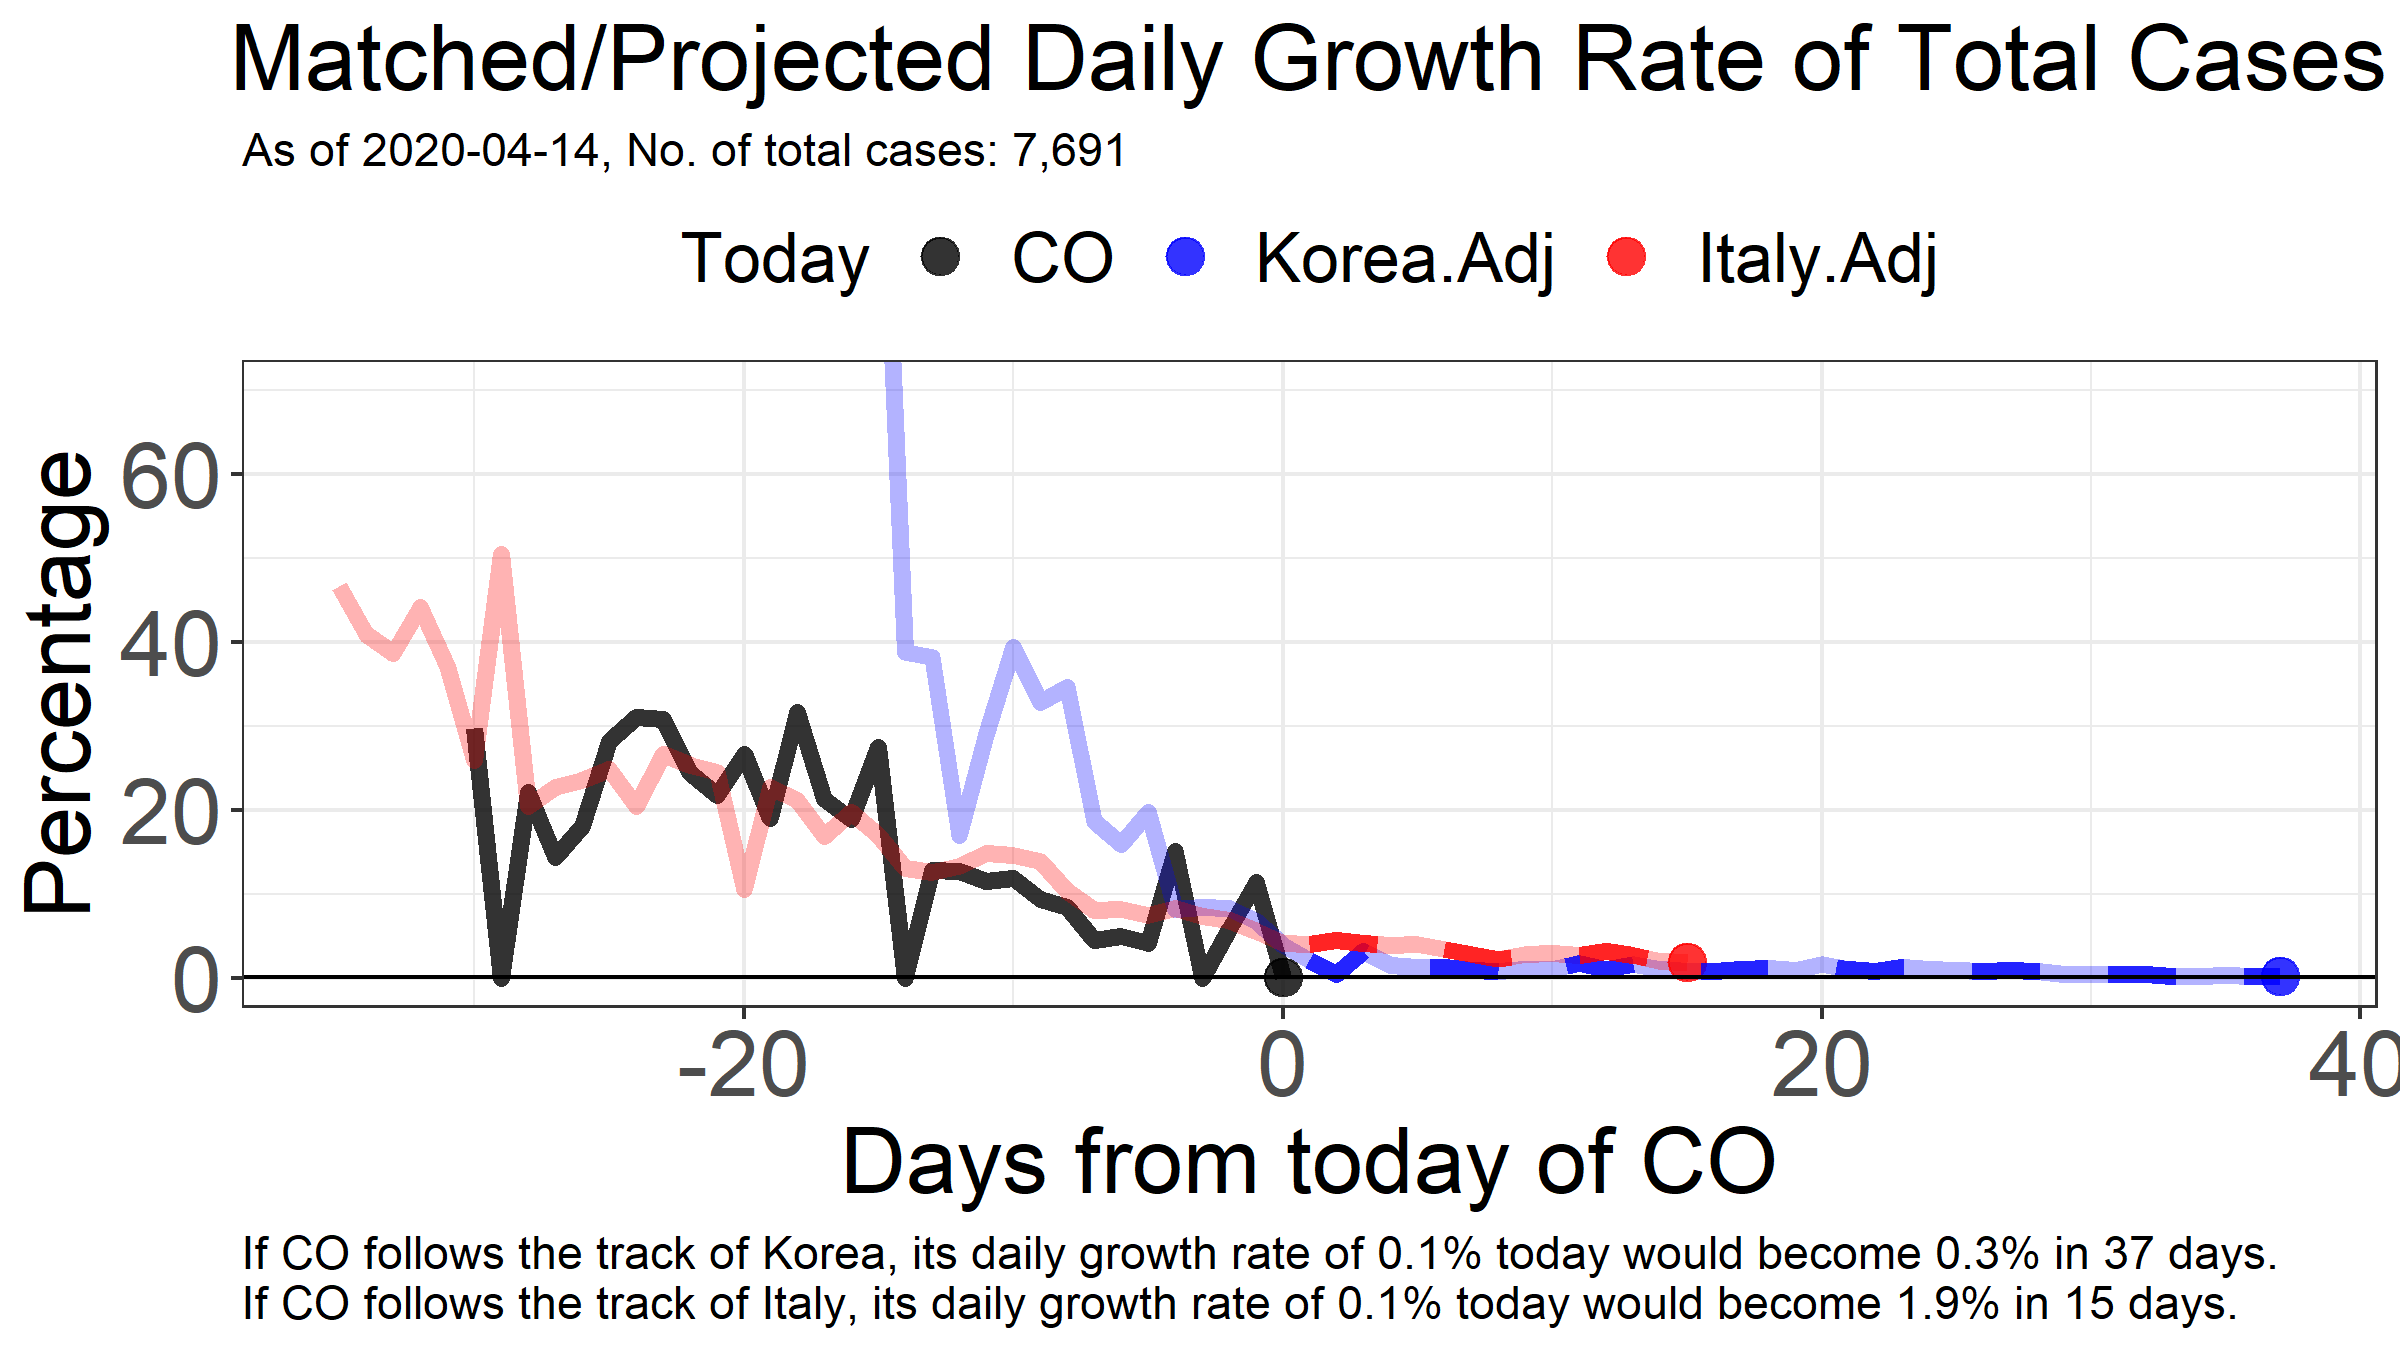 Matched/Projected Daily Growth Rate of Total Cases
As of 2020-04-14, No. of total cases: 7,691
Today CO Korea.Adj Italy.Adj
Percentage
60
40
20
0
-20 0 20 40
Days from today of CO
If CO follows the track of Korea, its daily growth rate of 0.1% today would become 0.3% in 37 days.
If CO follows the track of Italy, its daily growth rate of 0.1% today would become 1.9% in 15 days.